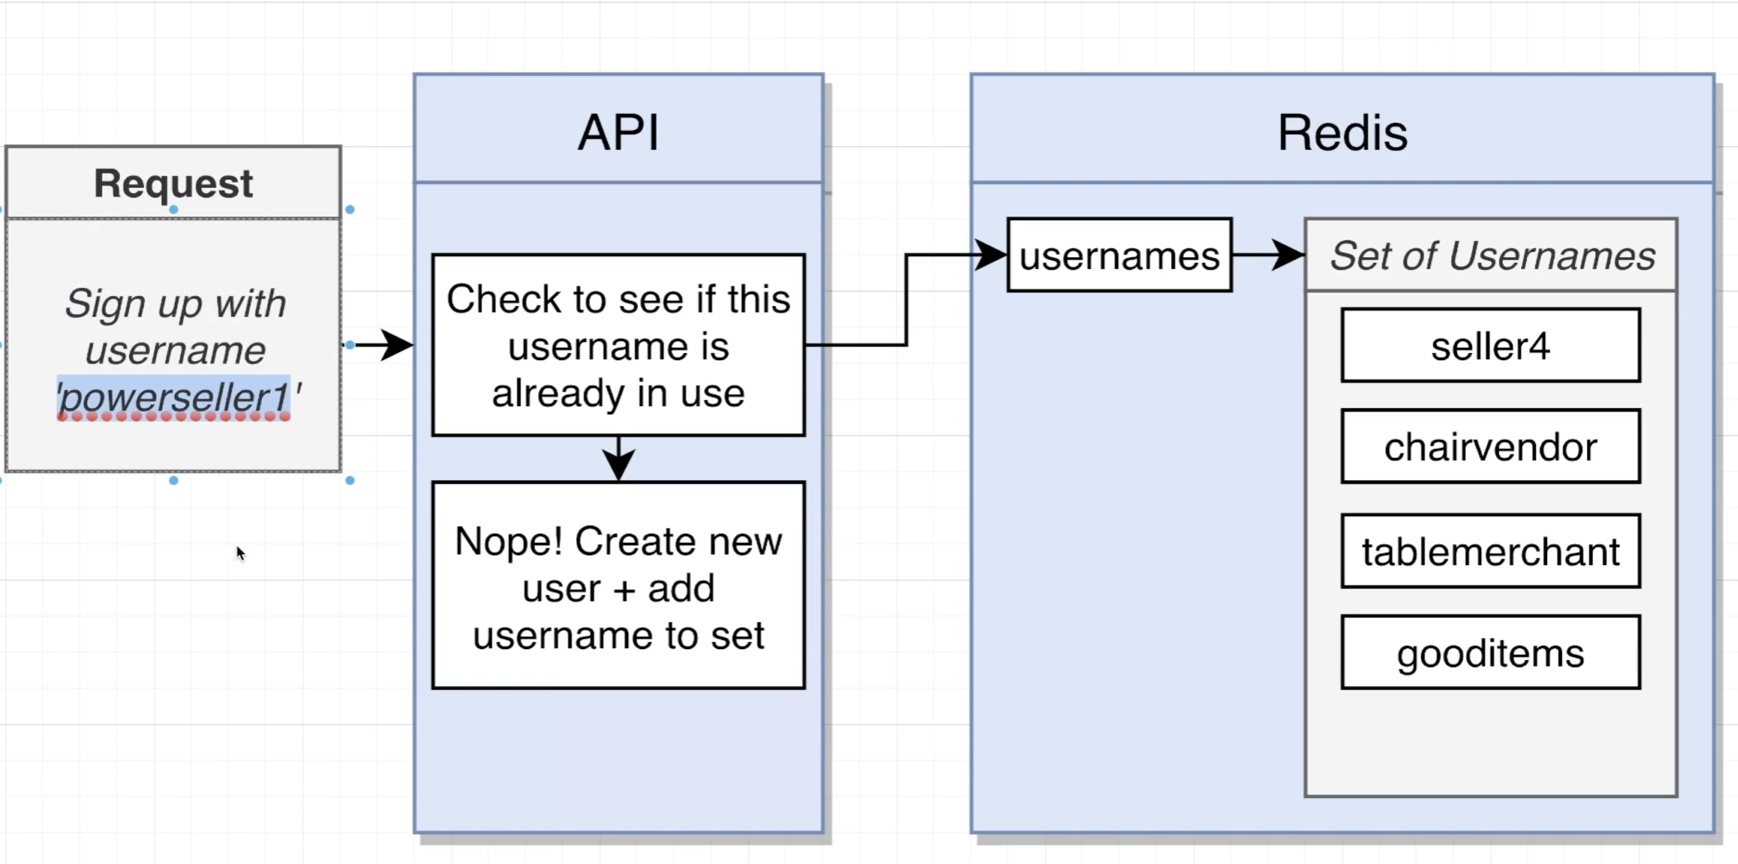 Request
Sign up with
username
'powerseller1'
API
Check to see if this
username is
already in use
Nope! Create new
user + add
username to set
Redis
usernames
Set of Usernames
seller4
chairvendor
tablemerchant
gooditems